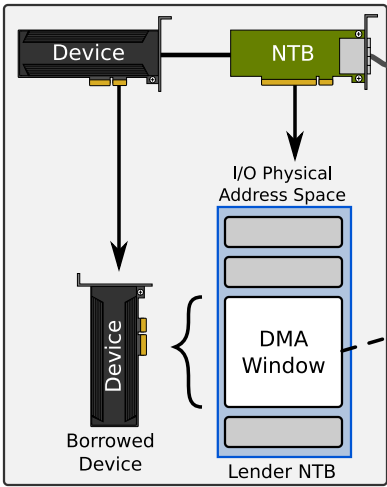 Device
NTB
I/O Physical
Address Space
Device
DMA
Window
Borrowed
Device
Lender NTB